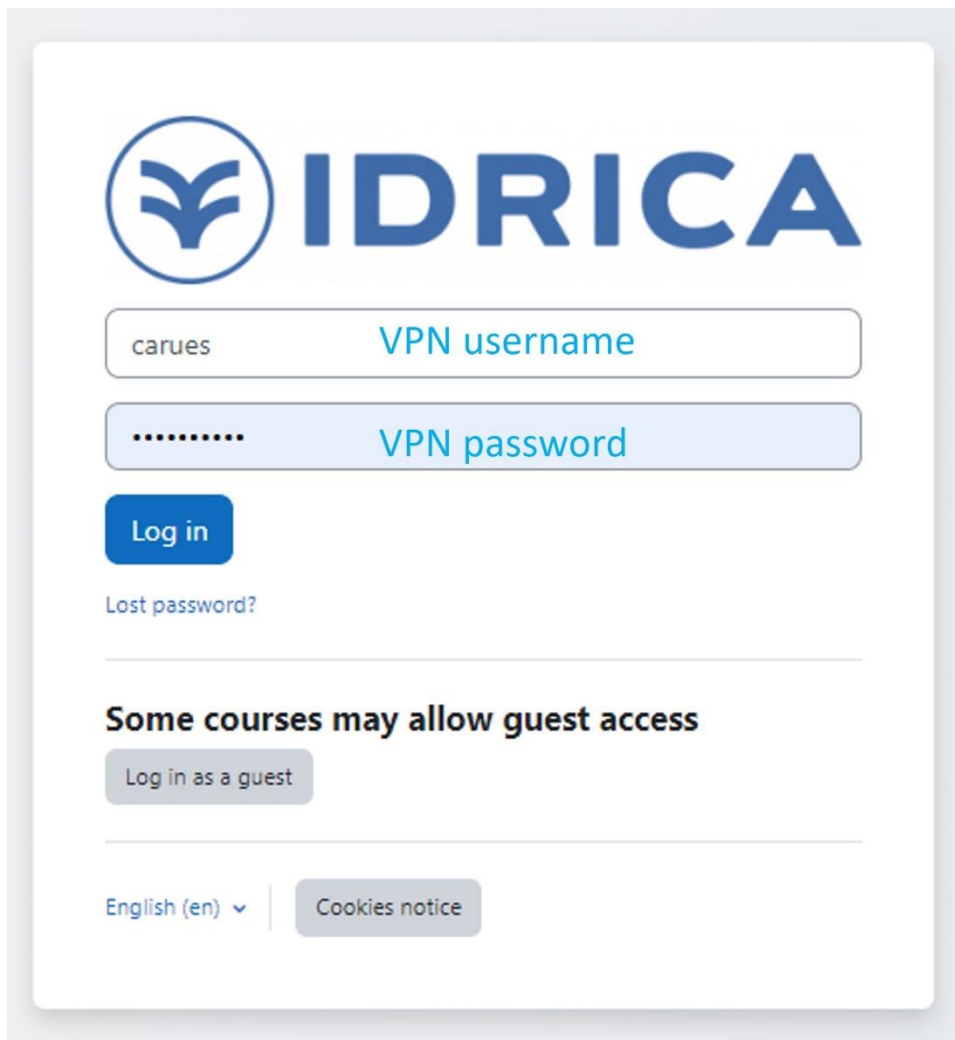 IDRICA
carues VPN username
•••••••••• VPN password
Log in
Lost password?
Some courses may allow guest access
Log in as a guest
English (en)
Cookies notice